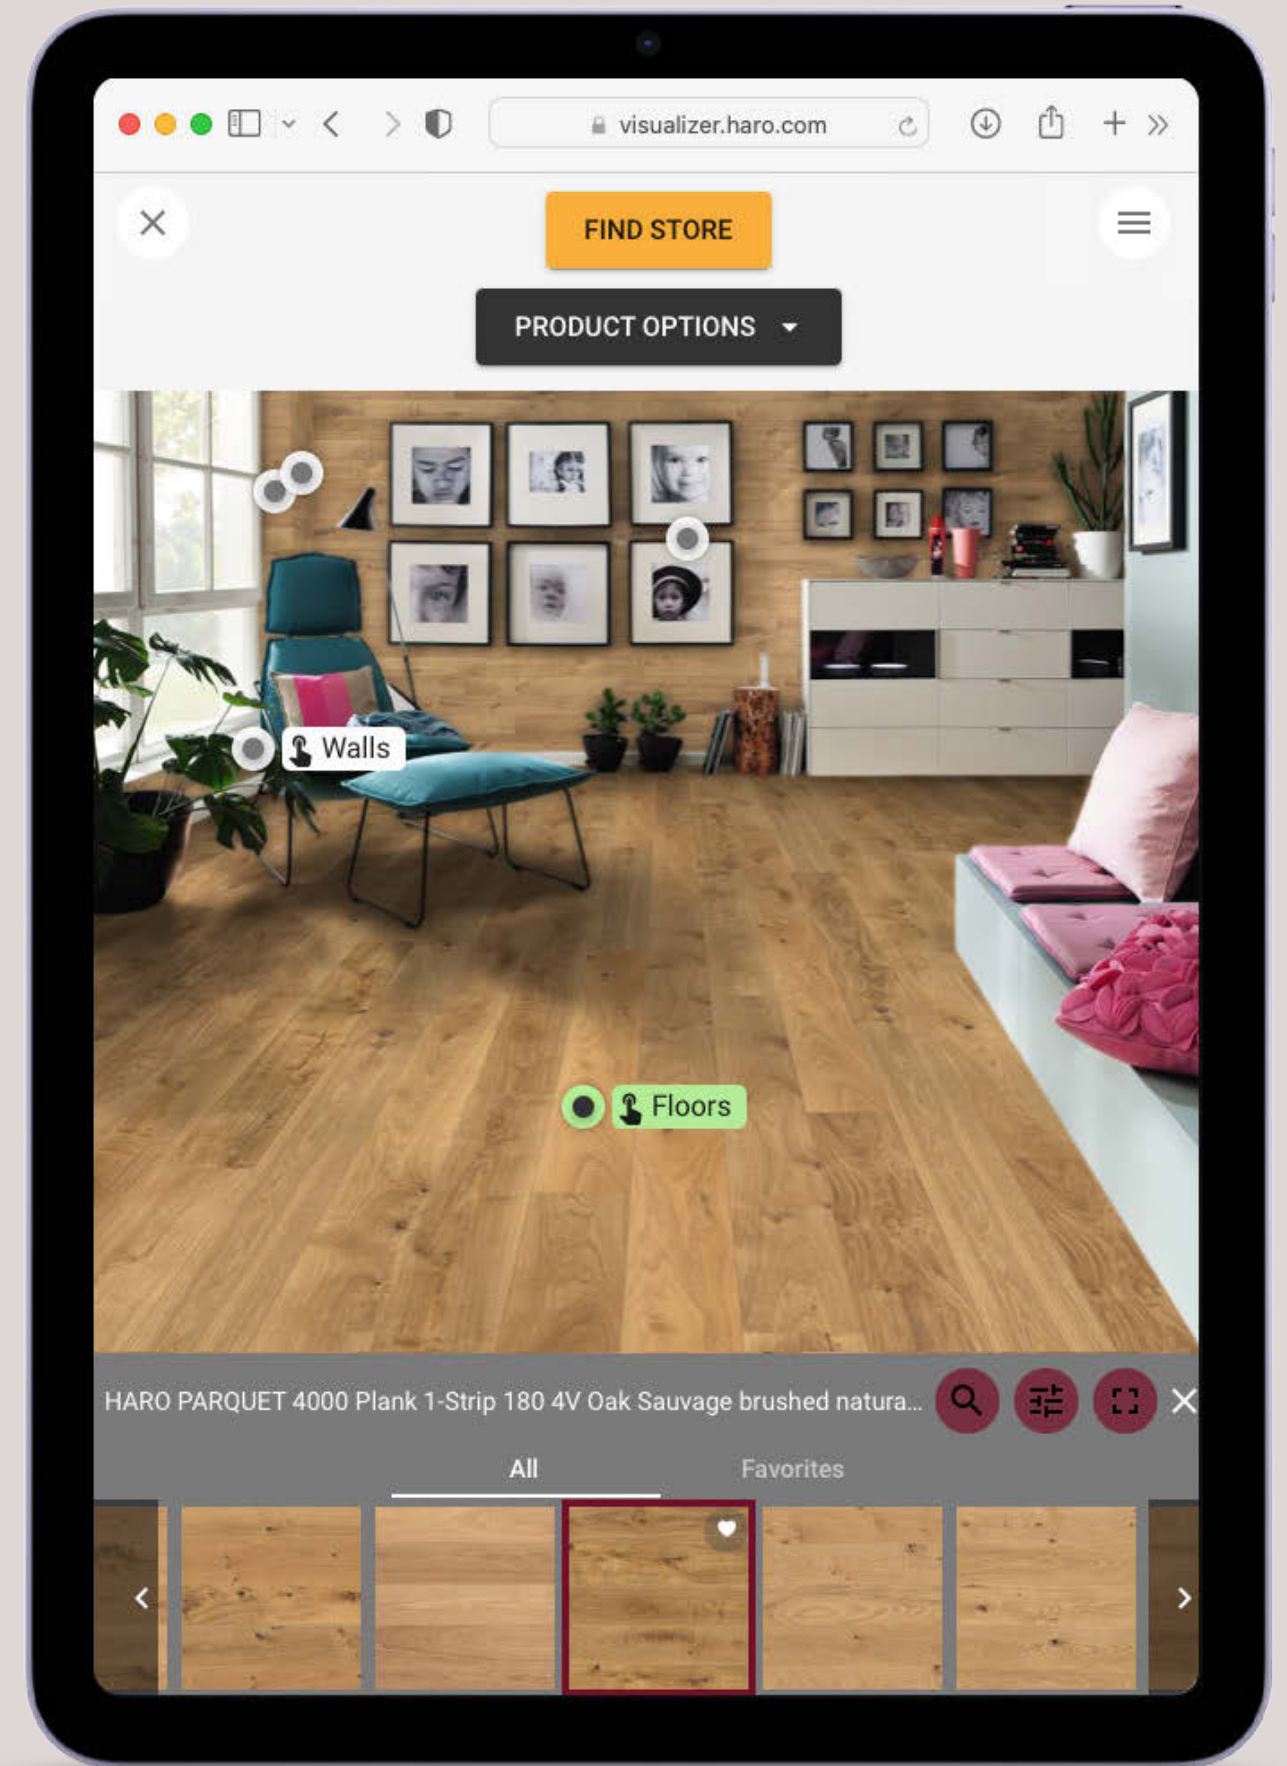 visualizer.haro.com
FIND STORE
PRODUCT OPTIONS
Walls
Floors
HARO PARQUET 4000 Plank 1-Strip 180 4V Oak Sauvage brushed natura...
All
Favorites